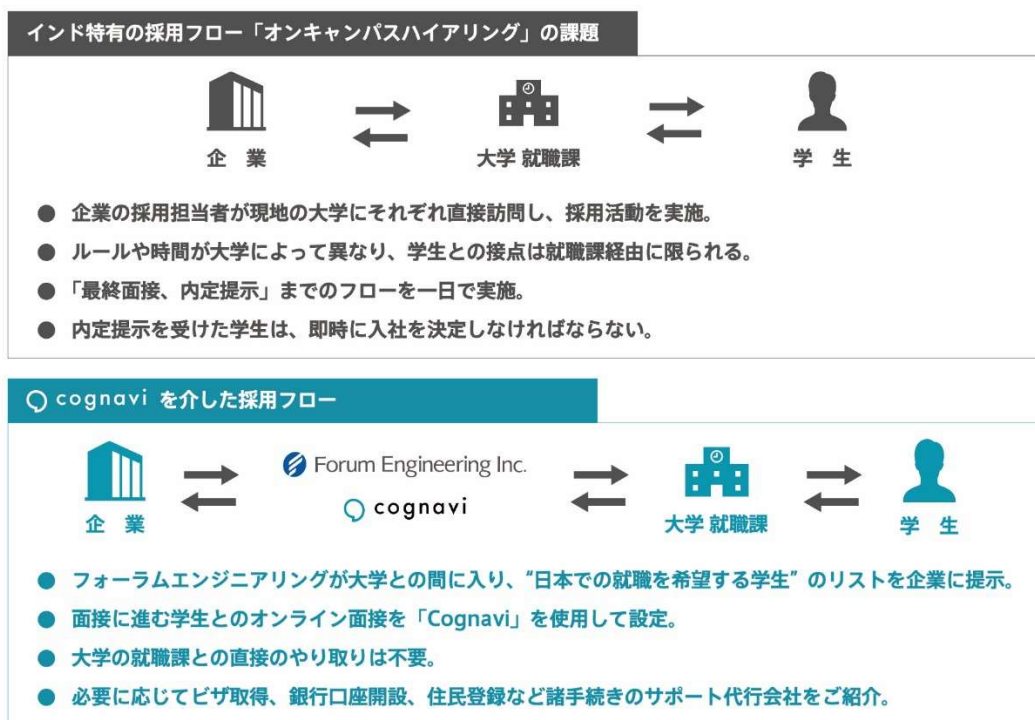 インド特有の採用フロー「オンキャンパスハイアリング」の課題
企 業
大学 就職課
学 生
● 企業の採用担当者が現地の大学にそれぞれ直接訪問し、採用活動を実施。
● ルールや時間が大学によって異なり、学生との接点は就職課経由に限られる。
● 「最終面接、内定提示」までのフローを一日で実施。
● 内定提示を受けた学生は、即時に入社を決定しなければならない。
cognavi を介した採用フロー
Forum Engineering Inc.
cognavi
企 業
大学 就職課
学 生
● フォーラムエンジニアリングが大学との間に入り、“日本での就職を希望する学生”のリストを企業に提示。
● 面接に進む学生とのオンライン面接を「Cognavi」を使用して設定。
● 大学の就職課との直接のやり取りは不要。
● 必要に応じてビザ取得、銀行口座開設、住民登録など諸手続きのサポート代行会社をご紹介。